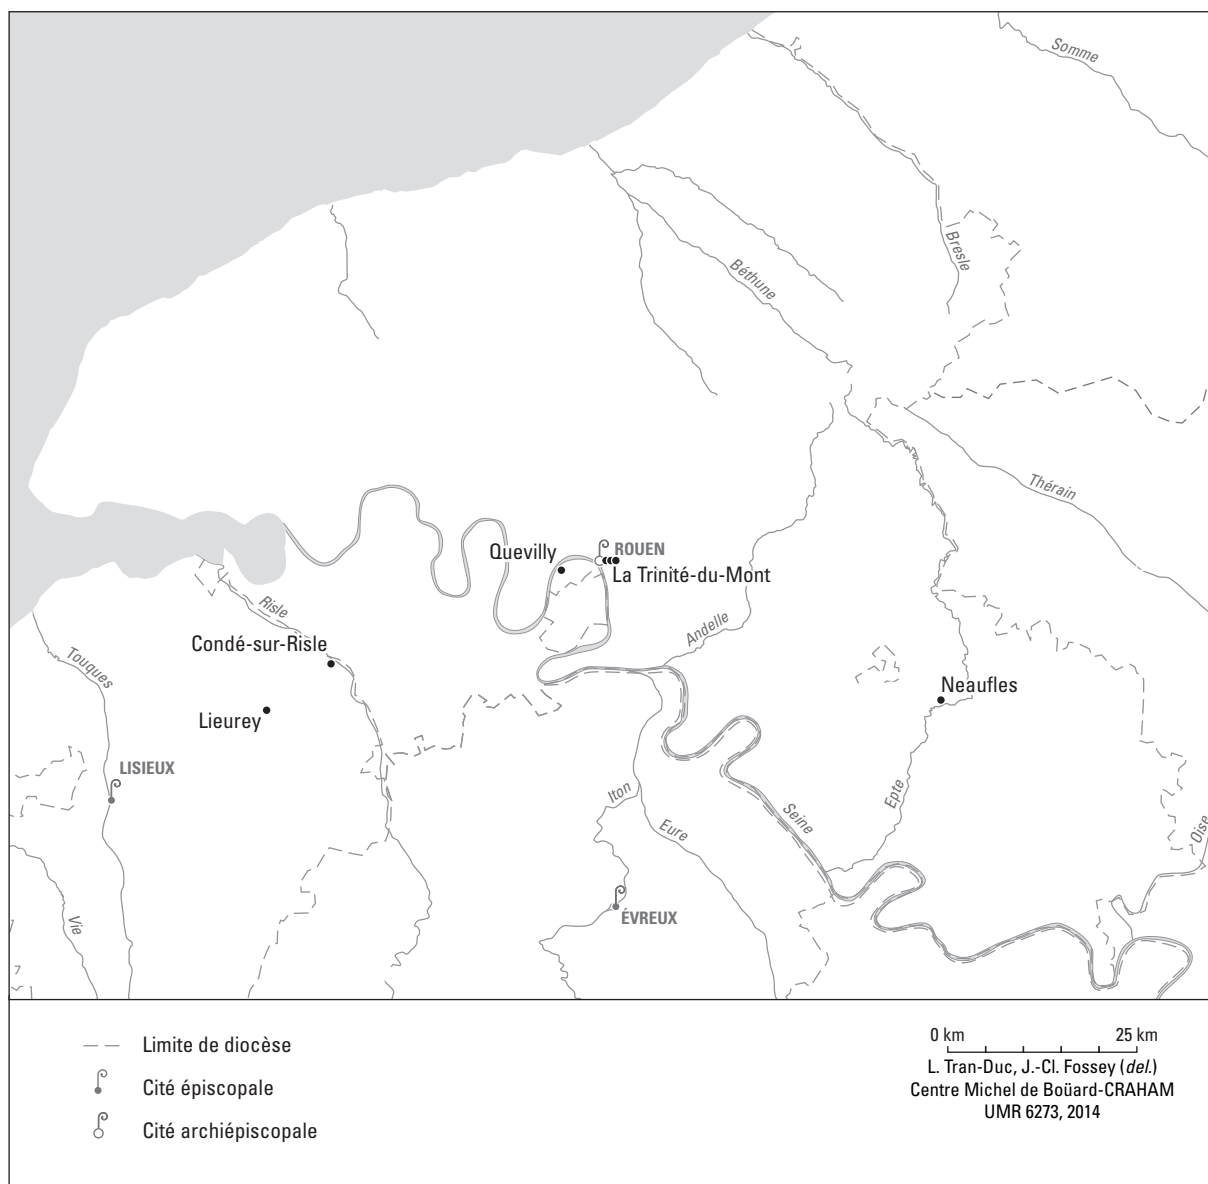 Somme
Bresle
Béthune
Thérain
Quevilly
ROUEN
La Trinité-du-Mont
Risle
Andelle
Condé-sur-Risle
Touques
Neaufles
Lieurey
LISIEUX
Iton
Epte
Seine
Eure
Oise
Vie
ÉVREUX
Limite de diocèse
Cité épiscopale
Cité archiépiscopale
0 km 25 km
L. Tran-Duc, J.-Cl. Fossey (del.)
Centre Michel de Boüard-CRAHAM
UMR 6273, 2014